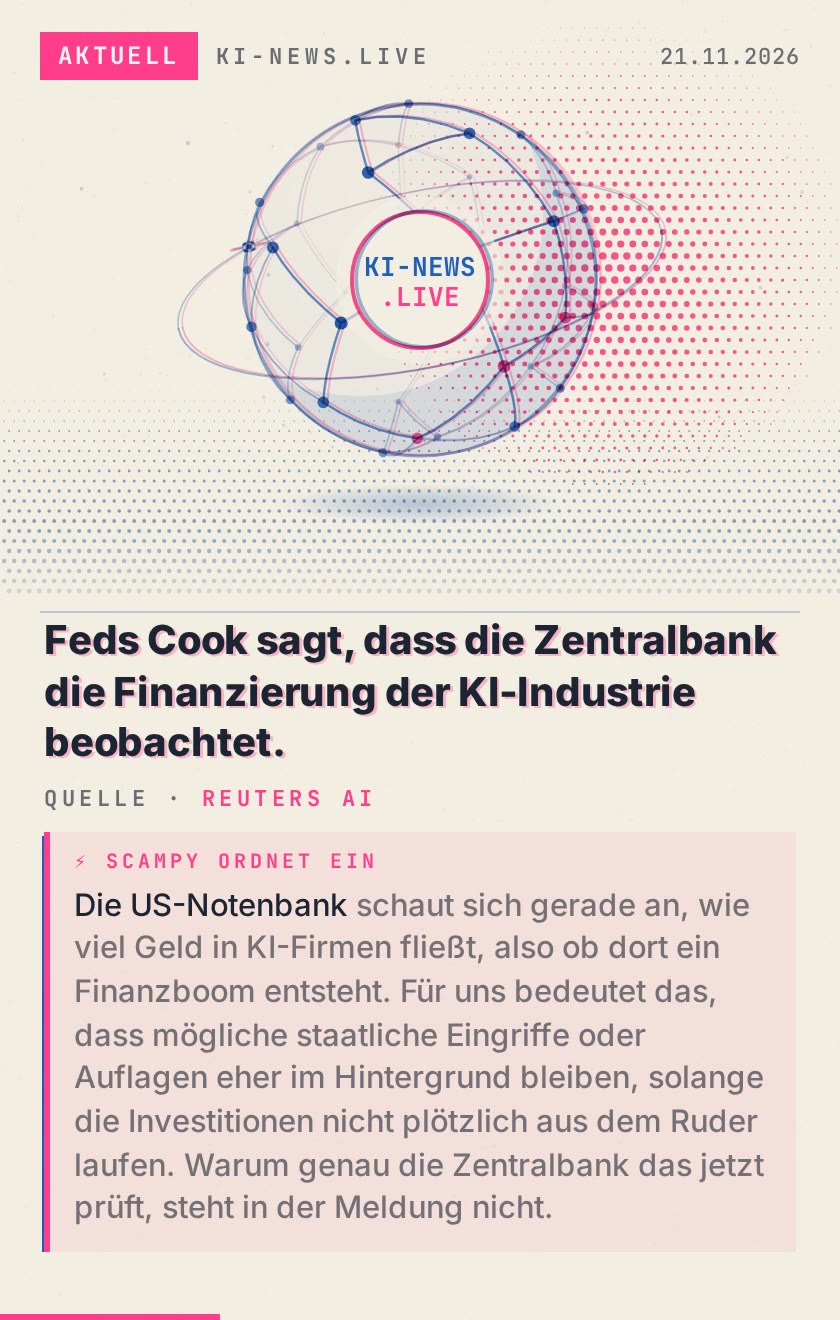 AKTUELL KI-NEWS.LIVE 21.11.2026
KI-NEWS
.LIVE
Feds Cook sagt, dass die Zentralbank
die Finanzierung der KI-Industrie
beobachtet.
QUELLE · REUTERS AI
⚡ SCAMPY ORDNET EIN
Die US-Notenbank schaut sich gerade an, wie
viel Geld in KI-Firmen fließt, also ob dort ein
Finanzboom entsteht. Für uns bedeutet das,
dass mögliche staatliche Eingriffe oder
Auflagen eher im Hintergrund bleiben, solange
die Investitionen nicht plötzlich aus dem Ruder
laufen. Warum genau die Zentralbank das jetzt
prüft, steht in der Meldung nicht.